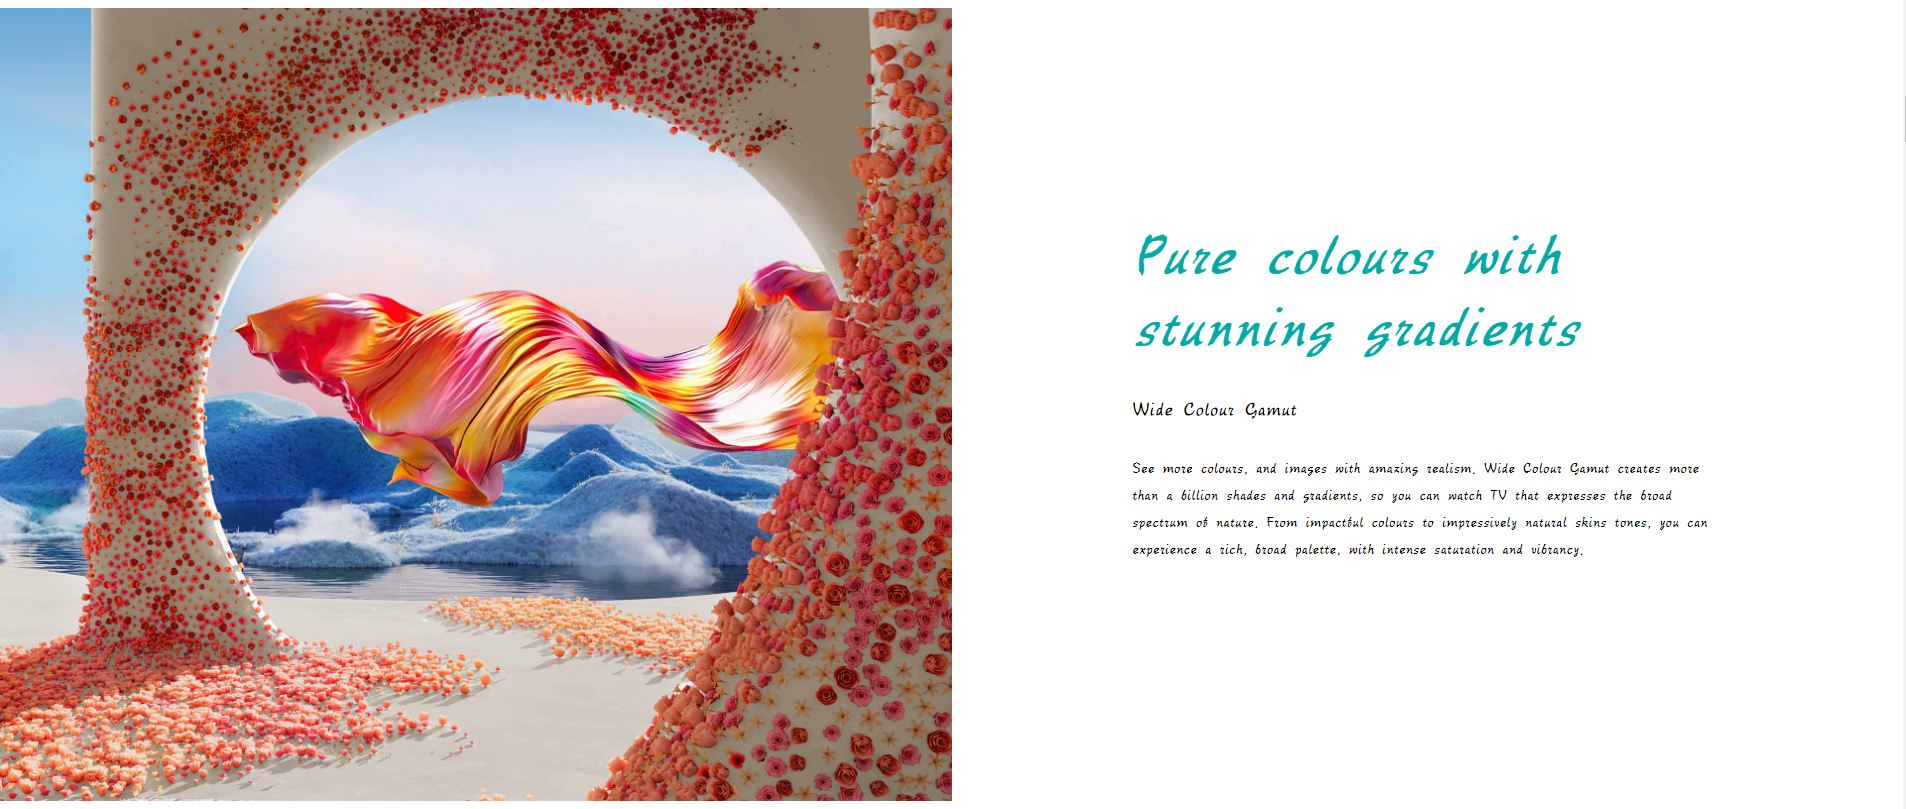 Pure colours with
stunning gradients
Wide Colour Gamut
See more colours, and images with amazing realism. Wide Colour Gamut creates more
than a billion shades and gradients, so you can watch TV that expresses the broad
spectrum of nature. From impactful colours to impressively natural skins tones, you can
experience a rich, broad palette, with intense saturation and vibrancy.